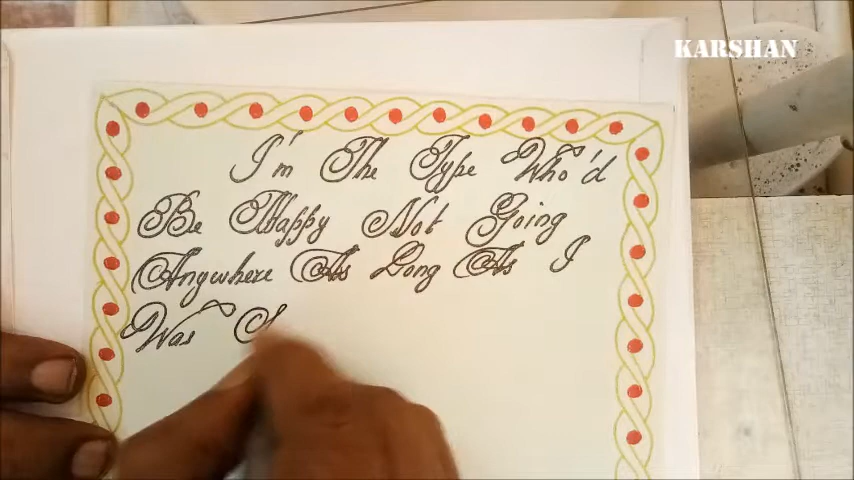 KARSHAN
I'm The Type Who'd
Be Happy Not Going
Anywhere As Long As I
Was